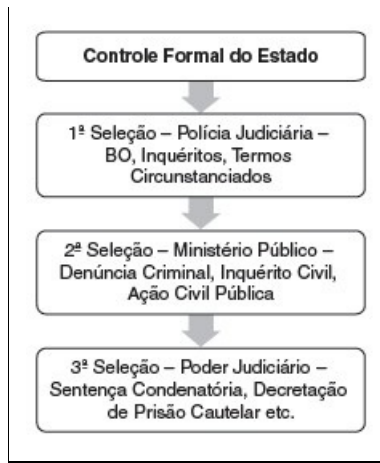 Controle Formal do Estado
1ª Seleção – Polícia Judiciária –
BO, Inquéritos, Termos
Circunstanciados
2ª Seleção – Ministério Público –
Denúncia Criminal, Inquérito Civil,
Ação Civil Pública
3ª Seleção – Poder Judiciário –
Sentença Condenatória, Decretação
de Prisão Cautelar etc.